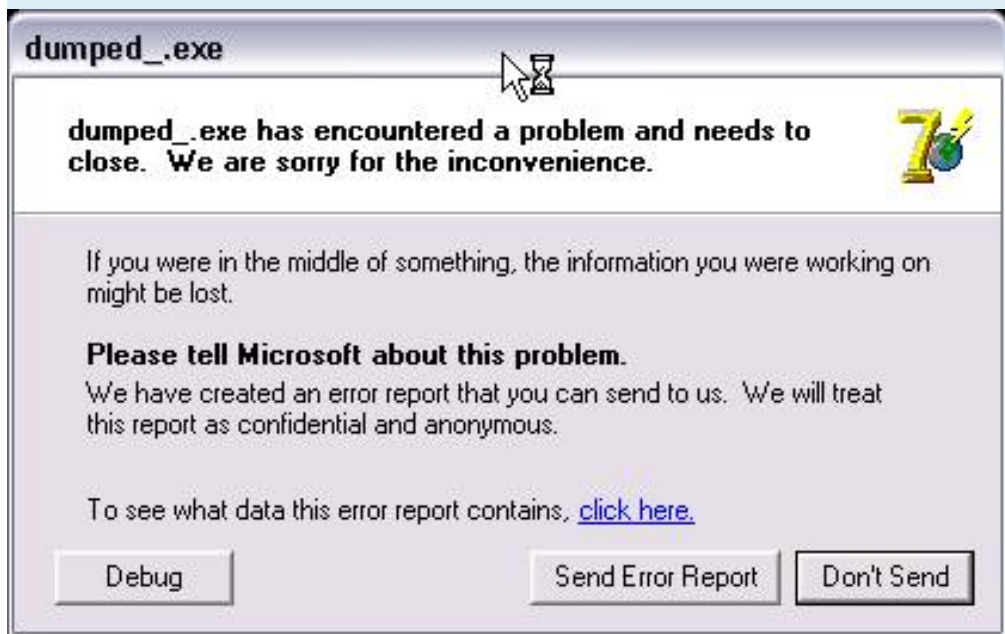 dumped_.exe
dumped_.exe has encountered a problem and needs to
close.  We are sorry for the inconvenience.
7
If you were in the middle of something, the information you were working on
might be lost.
Please tell Microsoft about this problem.
We have created an error report that you can send to us.  We will treat
this report as confidential and anonymous.
To see what data this error report contains, click here.
Debug
Send Error Report
Don't Send